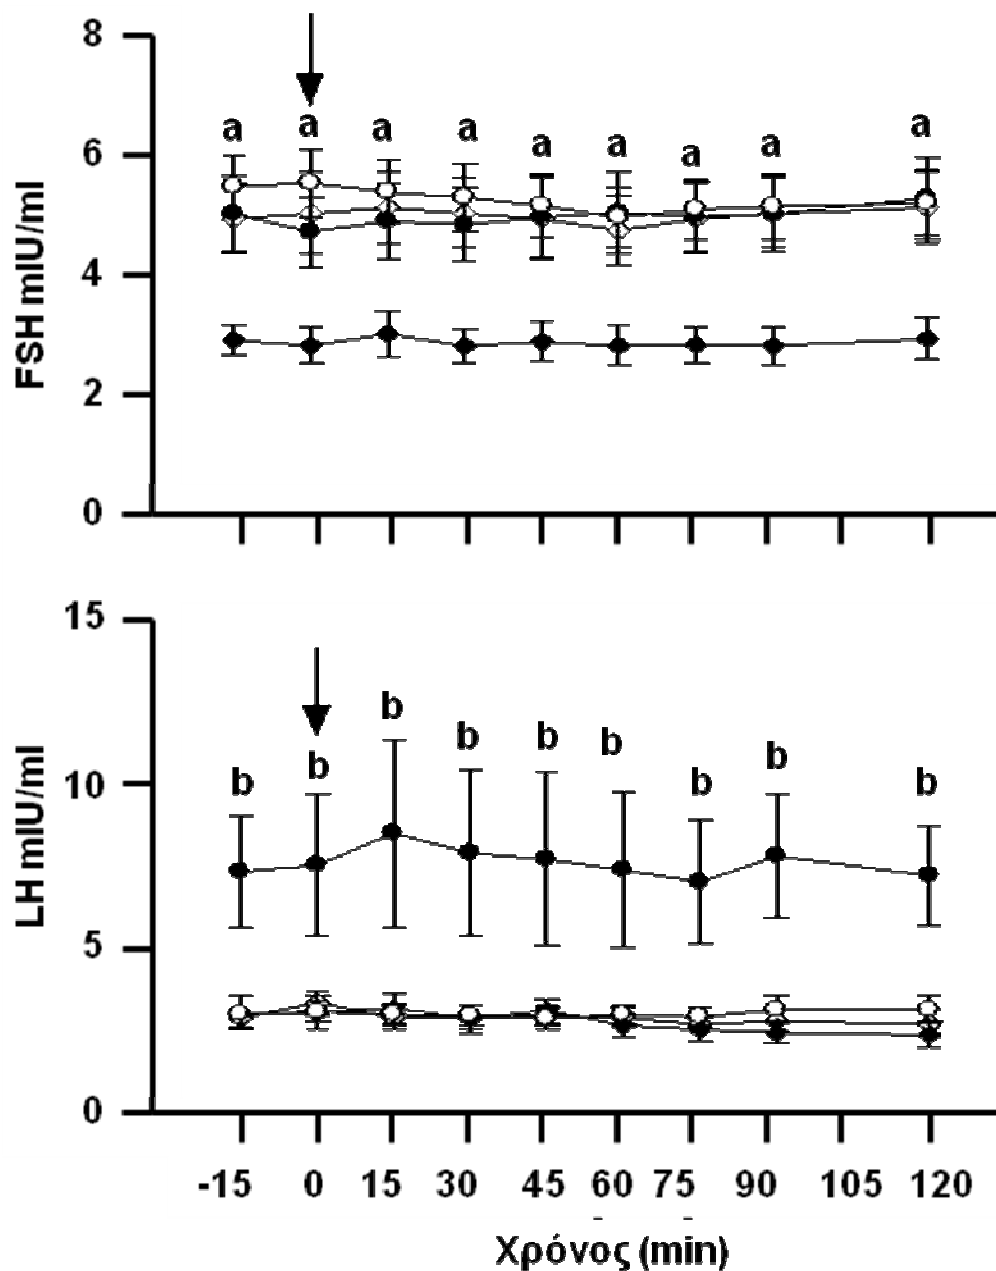 8
a a a a a a a a a
6
4
2
0
FSH mIU/ml
15
b b b b b b b b b
10
5
0
LH mIU/ml
-15 0 15 30 45 60 75 90 105 120
Χρόνος (min)